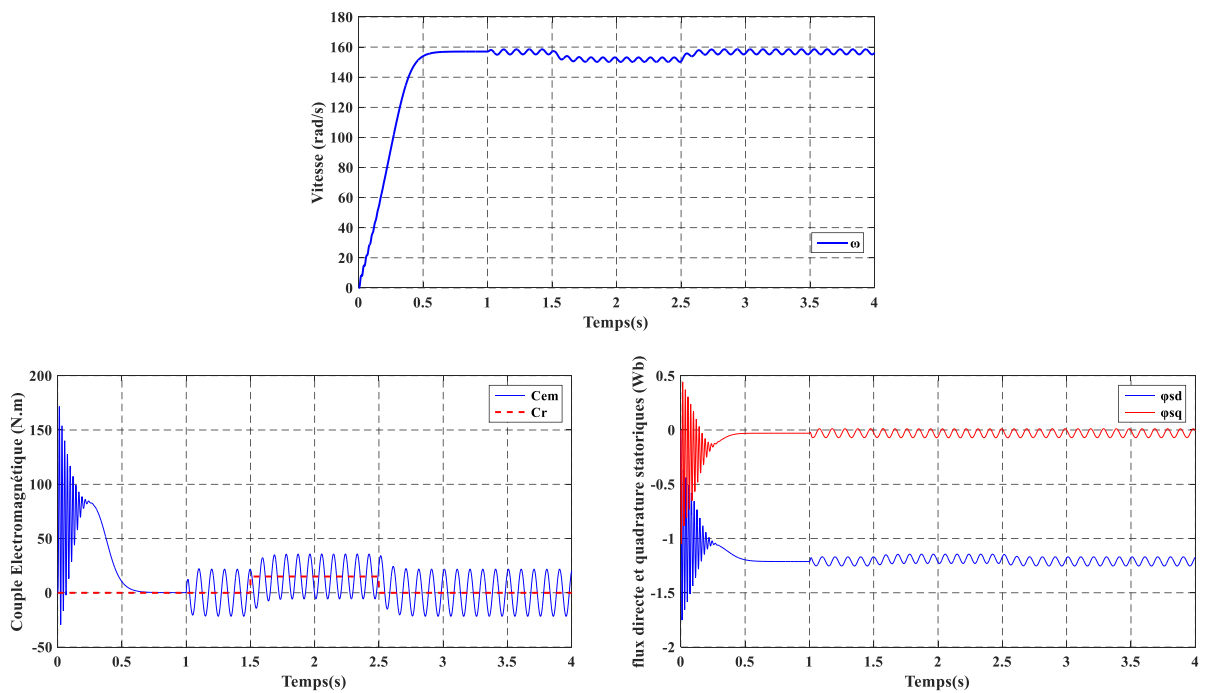 180
160
140
120
100
80
60
40
20
0
Vitesse (rad/s)
ω
0 0.5 1 1.5 2 2.5 3 3.5 4
Temps(s)
200
150
100
50
0
-50
Couple Electromagnétique (N.m)
Cem
Cr
0 0.5 1 1.5 2 2.5 3 3.5 4
Temps(s)
0.5
0
-0.5
-1
-1.5
-2
flux directe et quadrature statoriques (Wb)
φsd
φsq
0 0.5 1 1.5 2 2.5 3 3.5 4
Temps(s)